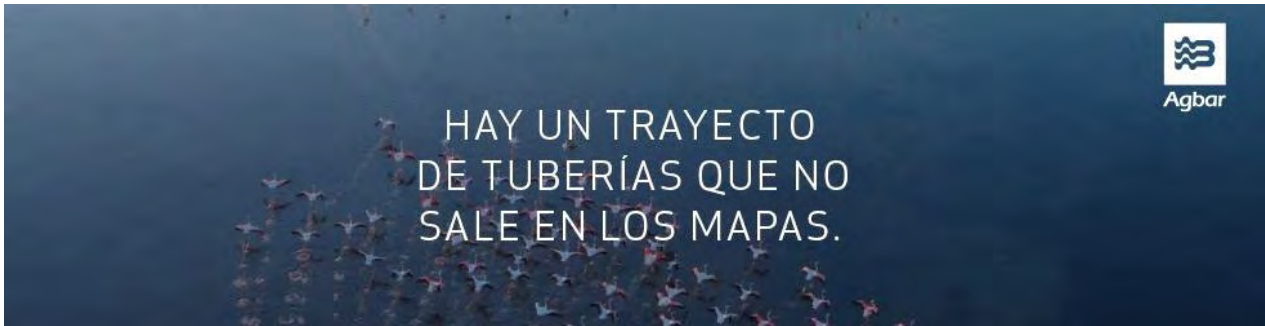 HAY UN TRAYECTO
DE TUBERÍAS QUE NO
SALE EN LOS MAPAS.
Agbar